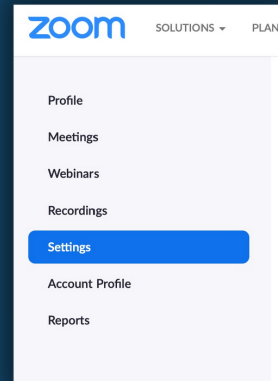 zoom SOLUTIONS PLAN
Profile
Meetings
Webinars
Recordings
Settings
Account Profile
Reports